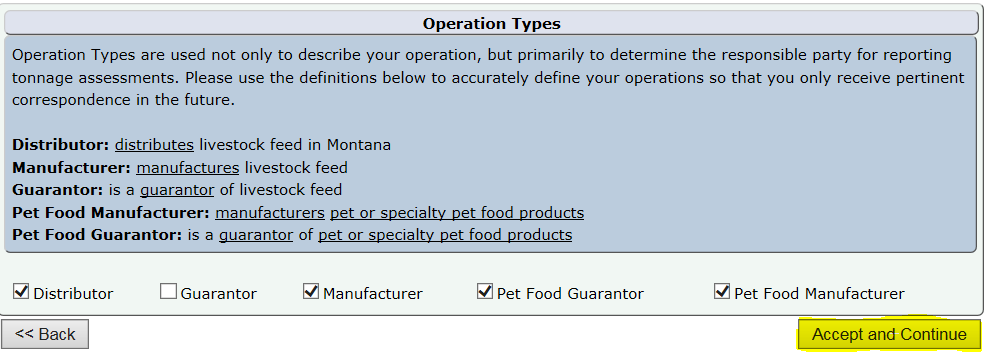 Operation Types
Operation Types are used not only to describe your operation, but primarily to determine the responsible party for reporting
tonnage assessments. Please use the definitions below to accurately define your operations so that you only receive pertinent
correspondence in the future.
Distributor: distributes livestock feed in Montana
Manufacturer: manufactures livestock feed
Guarantor: is a guarantor of livestock feed
Pet Food Manufacturer: manufacturers pet or specialty pet food products
Pet Food Guarantor: is a guarantor of pet or specialty pet food products
Distributor Guarantor Manufacturer Pet Food Guarantor Pet Food Manufacturer
<< Back Accept and Continue